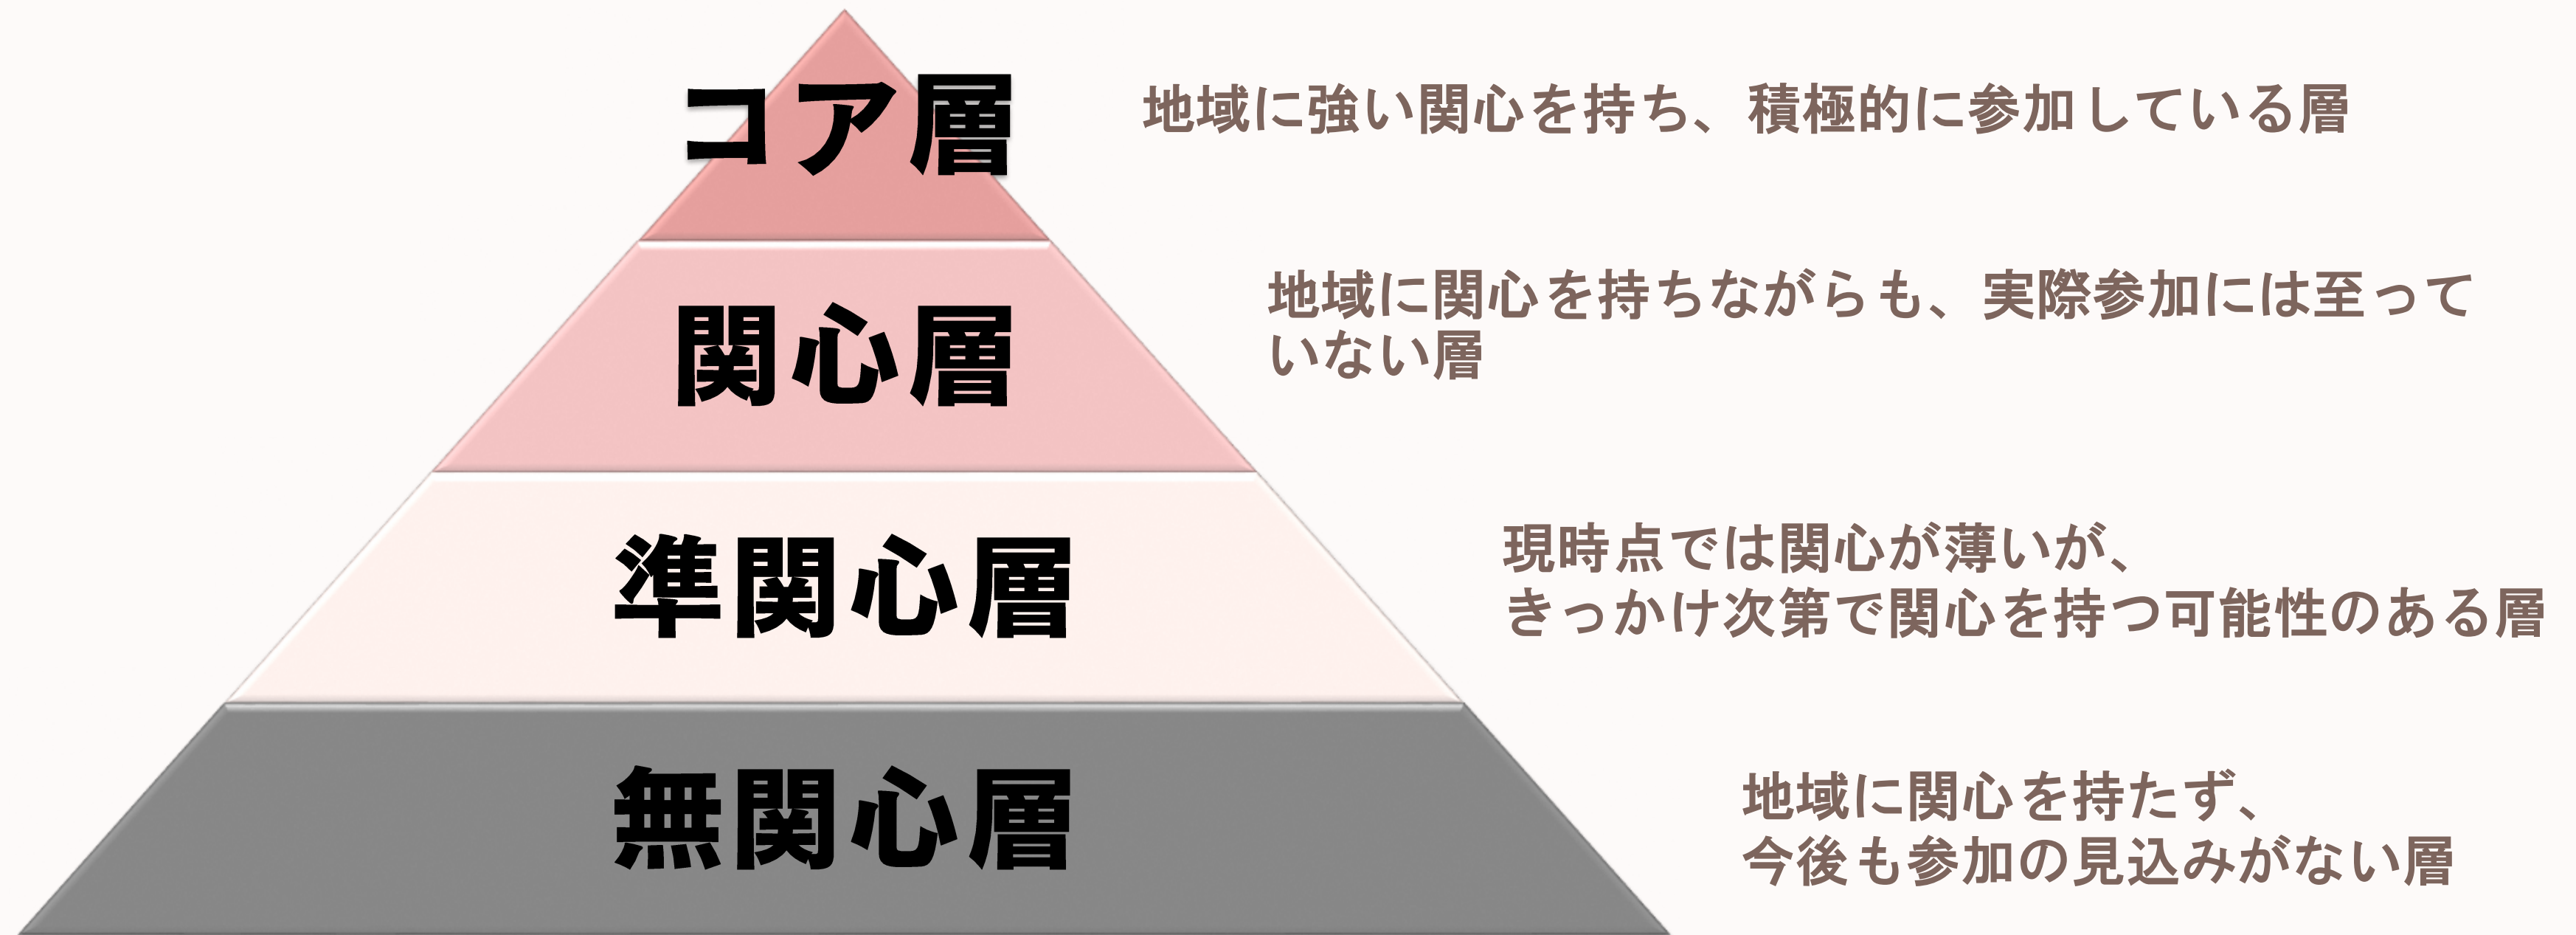 コア層
地域に強い関心を持ち、積極的に参加している層
関心層
地域に関心を持ちながらも、実際参加には至って
いない層
準関心層
現時点では関心が薄いが、
きっかけ次第で関心を持つ可能性のある層
無関心層
地域に関心を持たず、
今後も参加の見込みがない層